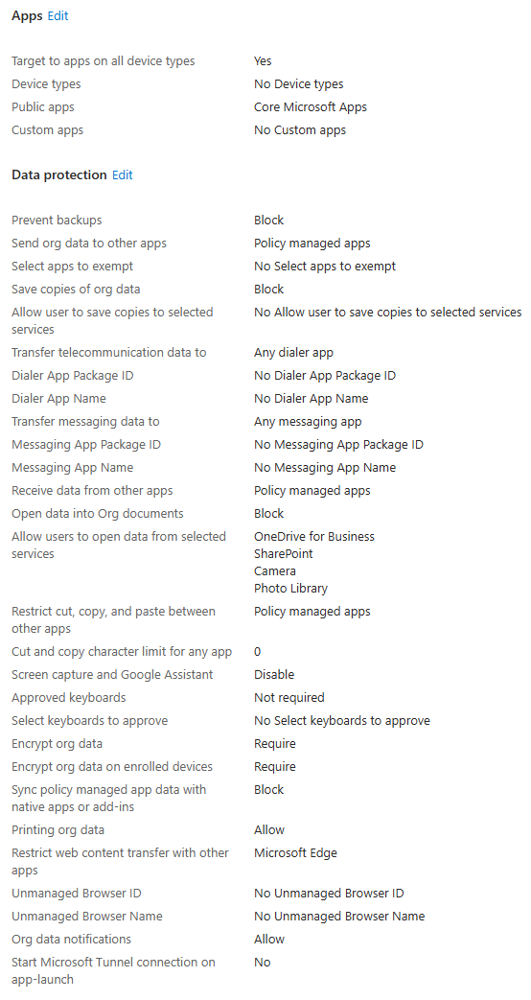 Apps Edit
Target to apps on all device types Yes
Device types No Device types
Public apps Core Microsoft Apps
Custom apps No Custom apps
Data protection Edit
Prevent backups Block
Send org data to other apps Policy managed apps
Select apps to exempt No Select apps to exempt
Save copies of org data Block
Allow user to save copies to selected No Allow user to save copies to selected services
services
Transfer telecommunication data to Any dialer app
Dialer App Package ID No Dialer App Package ID
Dialer App Name No Dialer App Name
Transfer messaging data to Any messaging app
Messaging App Package ID No Messaging App Package ID
Messaging App Name No Messaging App Name
Receive data from other apps Policy managed apps
Open data into Org documents Block
Allow users to open data from selected OneDrive for Business
services SharePoint
Camera
Photo Library
Restrict cut, copy, and paste between Policy managed apps
other apps
Cut and copy character limit for any app 0
Screen capture and Google Assistant Disable
Approved keyboards Not required
Select keyboards to approve No Select keyboards to approve
Encrypt org data Require
Encrypt org data on enrolled devices Require
Sync policy managed app data with Block
native apps or add-ins
Printing org data Allow
Restrict web content transfer with other Microsoft Edge
apps
Unmanaged Browser ID No Unmanaged Browser ID
Unmanaged Browser Name No Unmanaged Browser Name
Org data notifications Allow
Start Microsoft Tunnel connection on No
app-launch